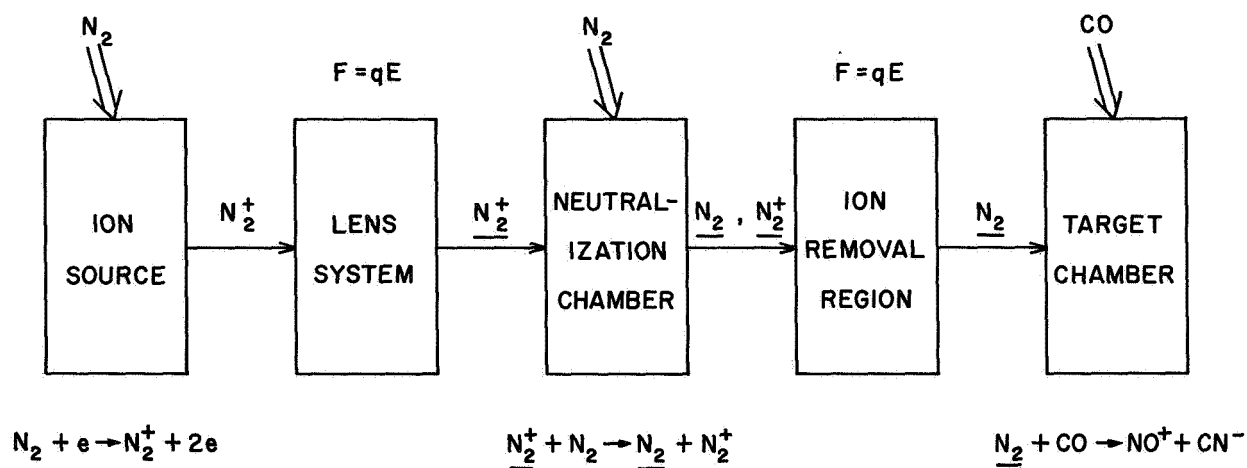 N₂ N₂ CO
F = qE F = qE
ION SOURCE
N₂⁺
LENS SYSTEM
N₂⁺
NEUTRAL-
IZATION
CHAMBER
N₂ , N₂⁺
ION
REMOVAL
REGION
N₂
TARGET
CHAMBER
N₂ + e → N₂⁺ + 2e
N₂⁺ + N₂ → N₂ + N₂⁺
N₂ + CO → NO⁺ + CN⁻